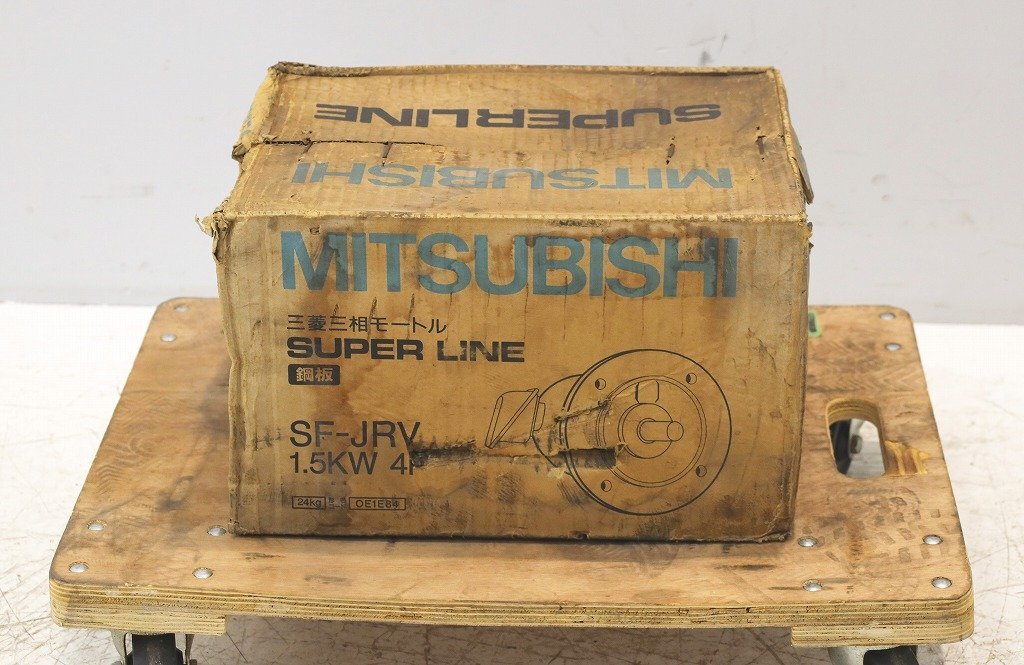 SUPERLINE
MITSUBISHI
MITSUBISHI
三菱三相モートル
SUPER LINE
鋼板
SF-JRV
1.5KW 4P
24kg OE1E84